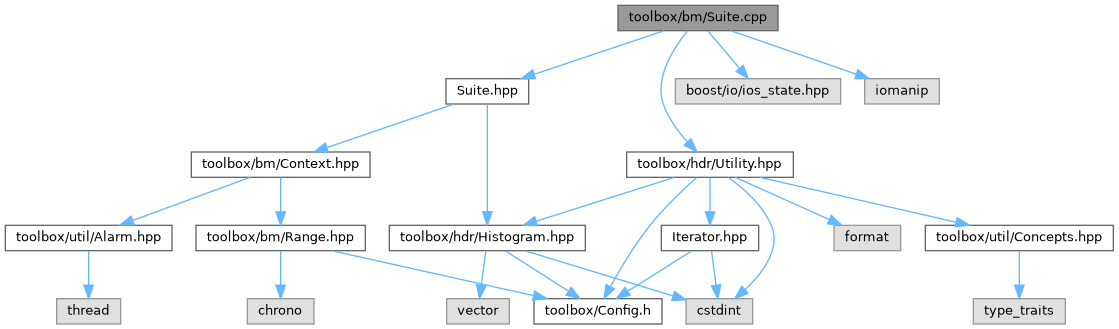 toolbox/bm/Suite.cpp
Suite.hpp
boost/io/ios_state.hpp
iomanip
toolbox/bm/Context.hpp
toolbox/hdr/Utility.hpp
toolbox/util/Alarm.hpp
toolbox/bm/Range.hpp
toolbox/hdr/Histogram.hpp
Iterator.hpp
format
toolbox/util/Concepts.hpp
thread
chrono
vector
toolbox/Config.h
cstdint
type_traits